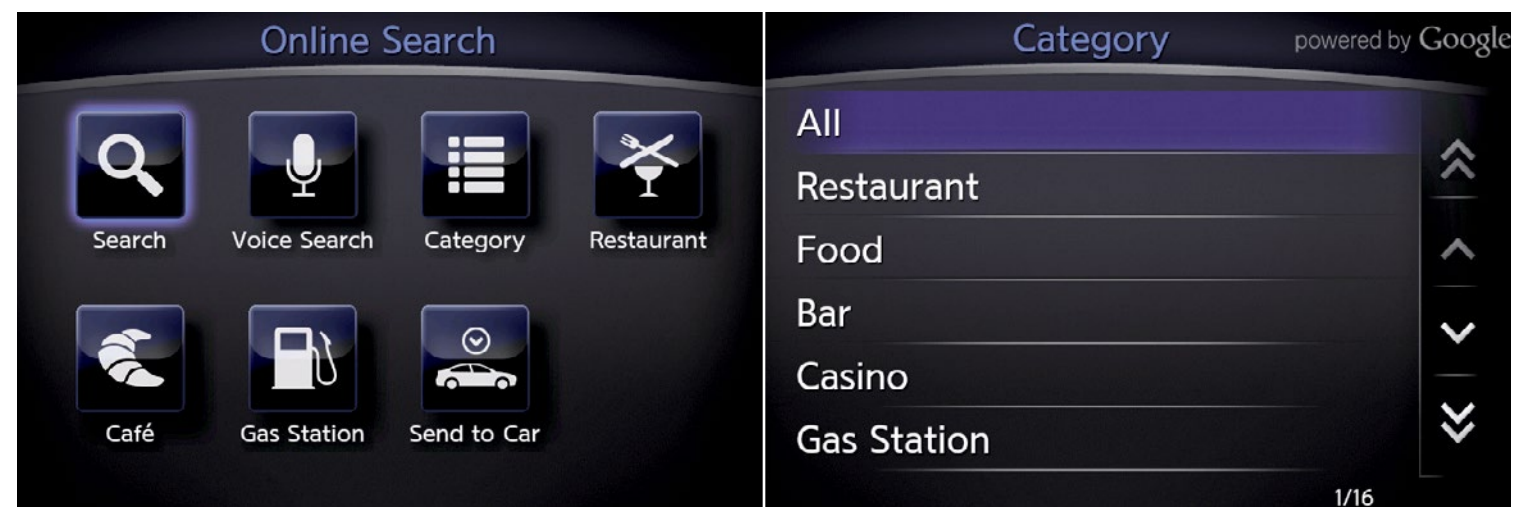 Online Search
Search Voice Search Category Restaurant
Café Gas Station Send to Car
Category powered by Google
All
Restaurant
Food
Bar
Casino
Gas Station
1/16